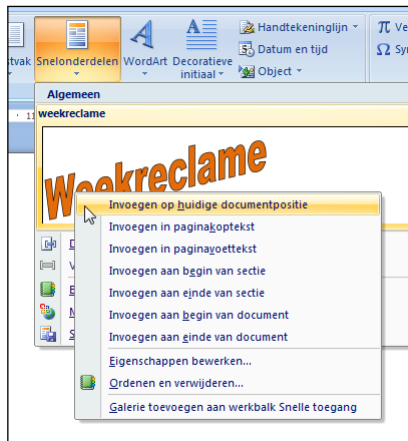 Handtekeninglijn
π Ve
tvak Snelonderdelen WordArt Decoratieve initiaal
Datum en tijd
Ω Sy
Object
Algemeen
weekreclame
Weekreclame
Invoegen op huidige documentpositie
Invoegen in paginakoptekst
Invoegen in paginavoettekst
Invoegen aan begin van sectie
Invoegen aan einde van sectie
Invoegen aan begin van document
Invoegen aan einde van document
Eigenschappen bewerken...
Ordenen en verwijderen...
Galerie toevoegen aan werkbalk Snelle toegang